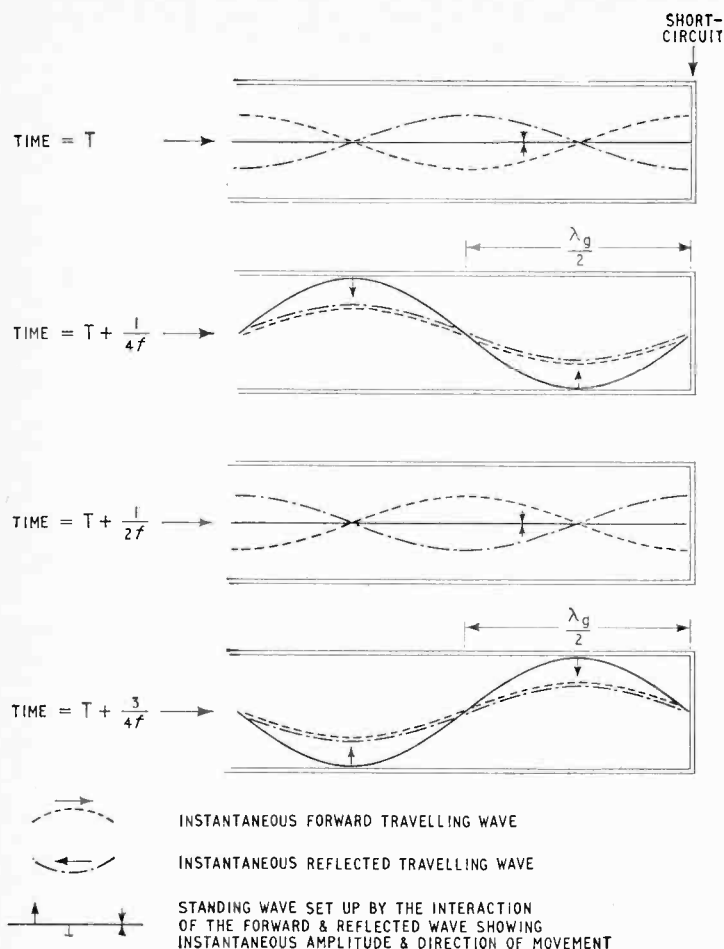 SHORT-
CIRCUIT
TIME = T
λg/2
TIME = T + 1/4f
TIME = T + 1/2f
λg/2
TIME = T + 3/4f
INSTANTANEOUS FORWARD TRAVELLING WAVE
INSTANTANEOUS REFLECTED TRAVELLING WAVE
STANDING WAVE SET UP BY THE INTERACTION
OF THE FORWARD & REFLECTED WAVE SHOWING
INSTANTANEOUS AMPLITUDE & DIRECTION OF MOVEMENT